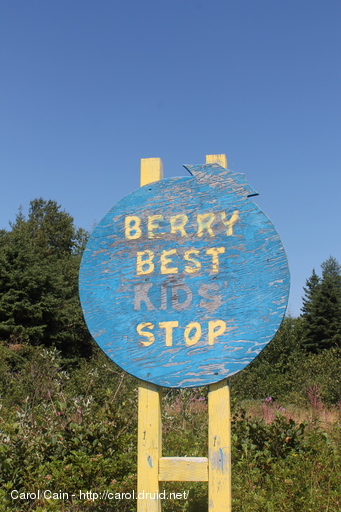 BERRY
BEST
"KIDS"
STOP
Carol Cain - http://carol.druid.net/